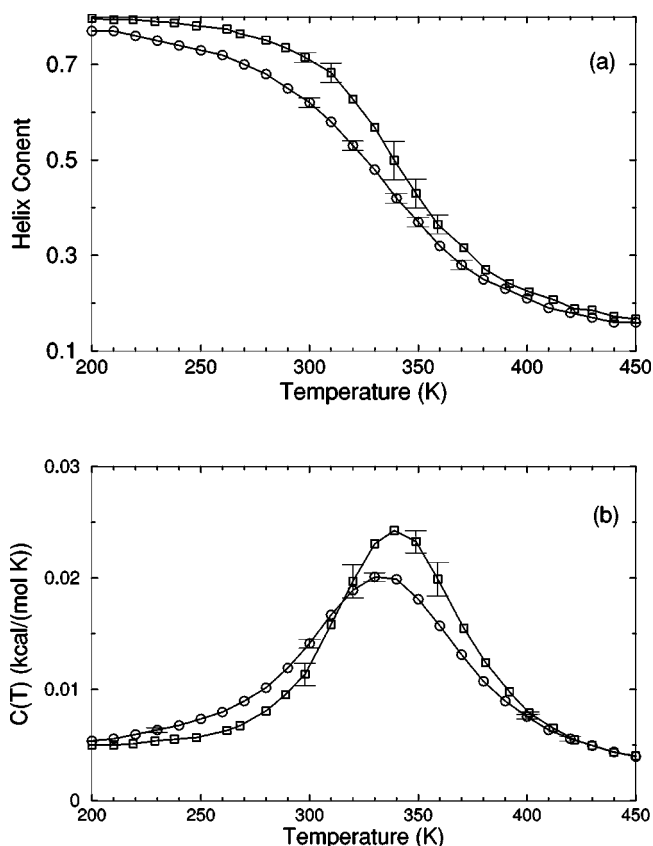 0.7
0.5
0.3
0.1
Helix Conent
(a)
200 250 300 350 400 450
Temperature (K)
0.03
0.02
0.01
0
C(T) (kcal/(mol K))
(b)
200 250 300 350 400 450
Temperature (K)